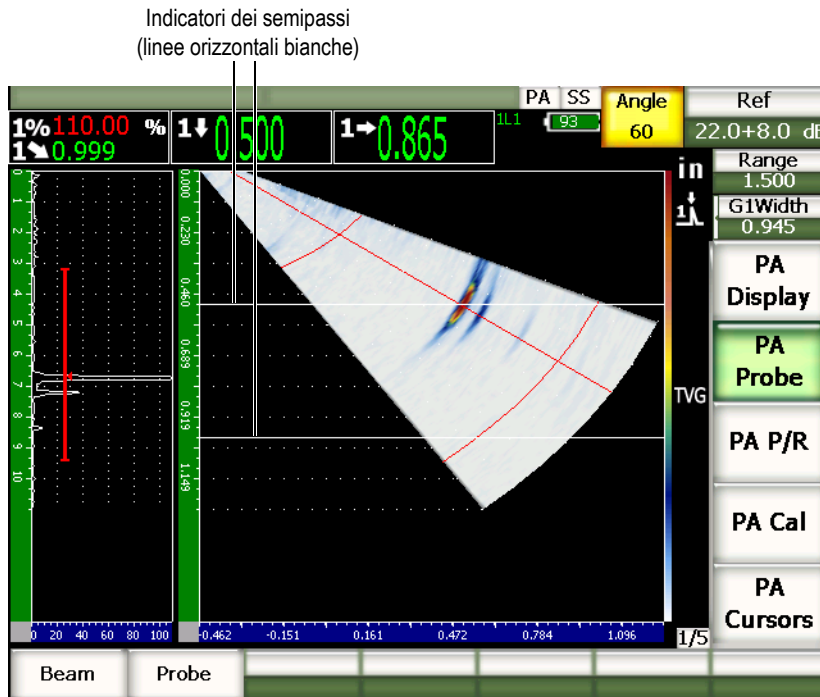 Indicatori dei semipassi
(linee orizzontali bianche)
PA SS
Angle
60
Ref
22.0+8.0 dB
1% 110.00 %
1 0.999
1 0.500
1 0.865
1L1
93
in
1
Range
1.500
G1Width
0.945
PA
Display
PA
Probe
TVG
PA P/R
PA Cal
PA
Cursors
0
1
2
3
4
5
6
7
8
9
10
0.000
0.230
0.460
0.689
0.919
1.149
0 20 40 60 80 100
-0.462 -0.151 0.161 0.472 0.784 1.096
1/5
Beam
Probe